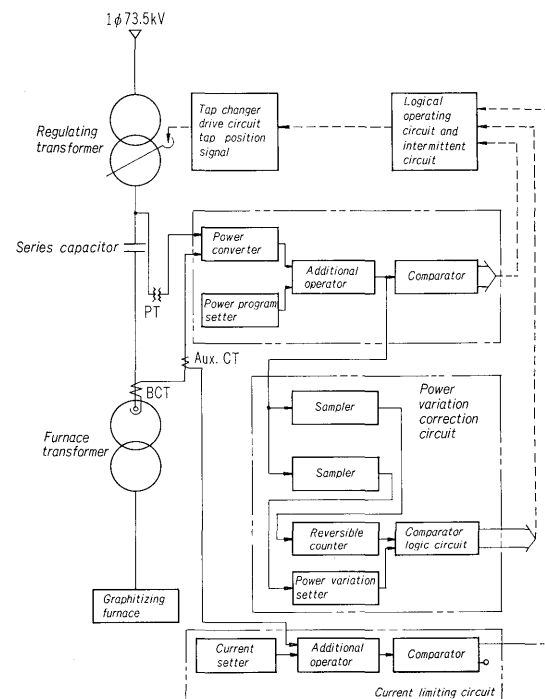 1φ73.5kV
Regulating
transformer
Tap changer
drive circuit
tap position
signal
Logical
operating
circuit and
intermittent
circuit
Series capacitor
PT
Power
converter
Power program
setter
Additional
operator
Comparator
Aux. CT
BCT
Furnace
transformer
Power
variation
correction
circuit
Sampler
Sampler
Reversible
counter
Comparator
logic circuit
Power variation
setter
Graphitizing
furnace
Current
setter
Additional
operator
Comparator
Current limiting circuit